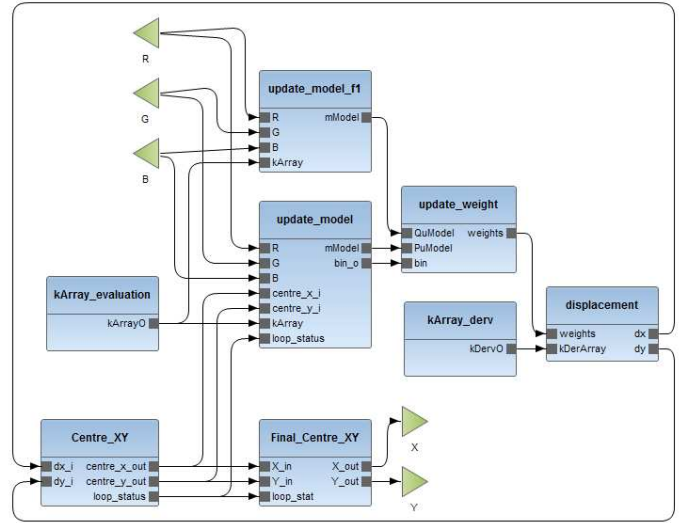 R
G
B
update_model_f1
R mModel
G
B
kArray
update_model
R mModel
G bin_o
B
centre_x_i
centre_y_i
kArray
loop_status
update_weight
QuModel weights
PuModel
bin
kArray_evaluation
kArrayO
kArray_derv
kDervO
displacement
weights dx
kDerArray dy
Centre_XY
dx_i centre_x_out
dy_i centre_y_out
loop_status
Final_Centre_XY
X_in X_out
Y_in Y_out
loop_stat
X
Y